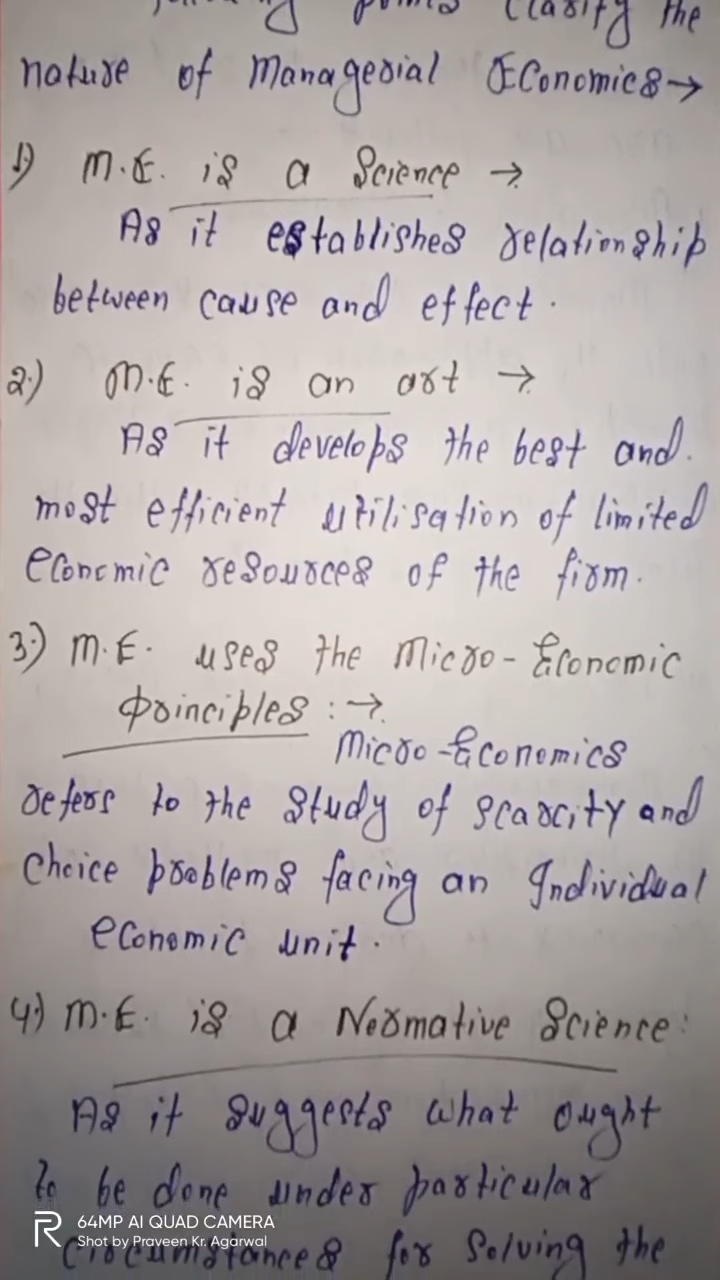 points clarify the
nature of Managerial Economics→
1) M.E. is a Science →
As it establishes relationship
between cause and effect.
2.) M.E. is an art →
As it develops the best and
most efficient utilisation of limited
economic resources of the firm.
3.) M.E. uses the Micro-Economic
principles :→
Micro-Economics
refers to the study of scarcity and
choice problems facing an Individual
economic unit.
4.) M.E. is a Normative Science:
As it suggests what ought
to be done under particular
circumstances for solving the
64MP AI QUAD CAMERA
Shot by Praveen Kr. Agarwal